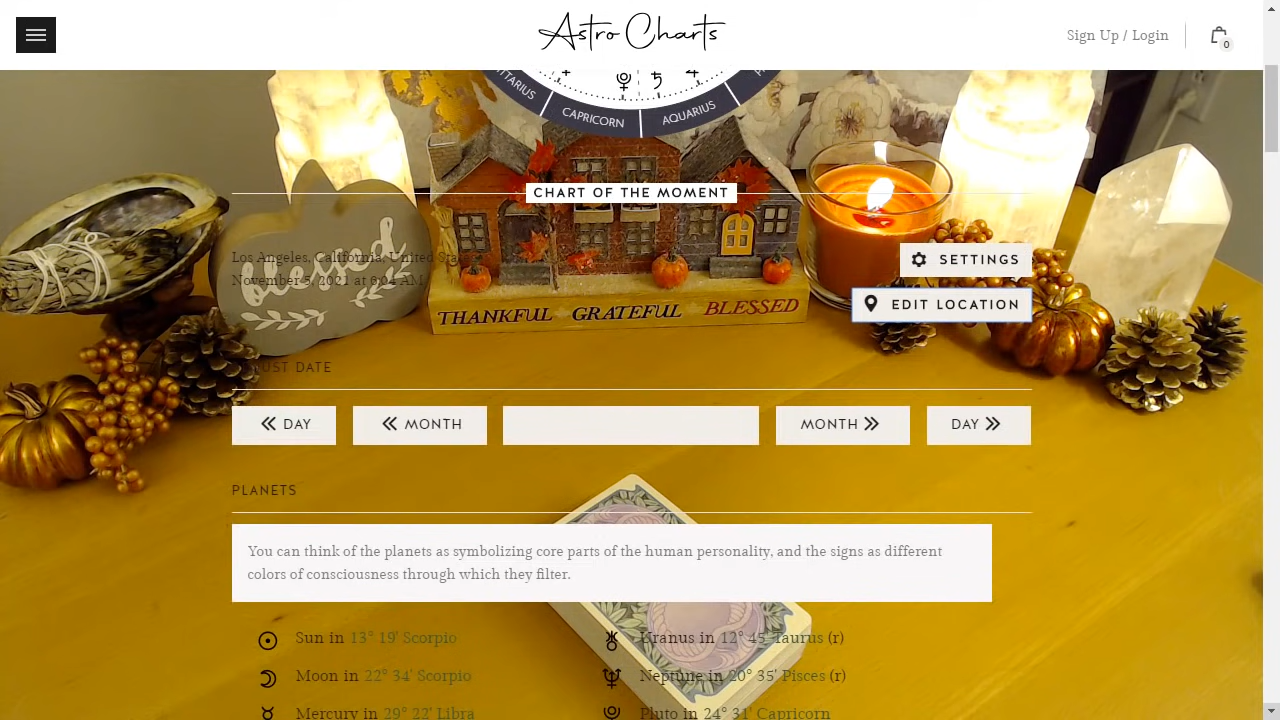 Astro Charts
Sign Up / Login
0
SAGITTARIUS
CAPRICORN
AQUARIUS
CHART OF THE MOMENT
Los Angeles, California, United States
November 5, 2021 at 6:04 AM
SETTINGS
EDIT LOCATION
blessed
THANKFUL GRATEFUL BLESSED
ADJUST DATE
DAY
MONTH
MONTH
DAY
PLANETS
You can think of the planets as symbolizing core parts of the human personality, and the signs as different
colors of consciousness through which they filter.
Sun in 13° 19' Scorpio
Uranus in 12° 45' Taurus (r)
Moon in 22° 34' Scorpio
Neptune in 20° 35' Pisces (r)
Mercury in 29° 22' Libra
Pluto in 24° 31' Capricorn